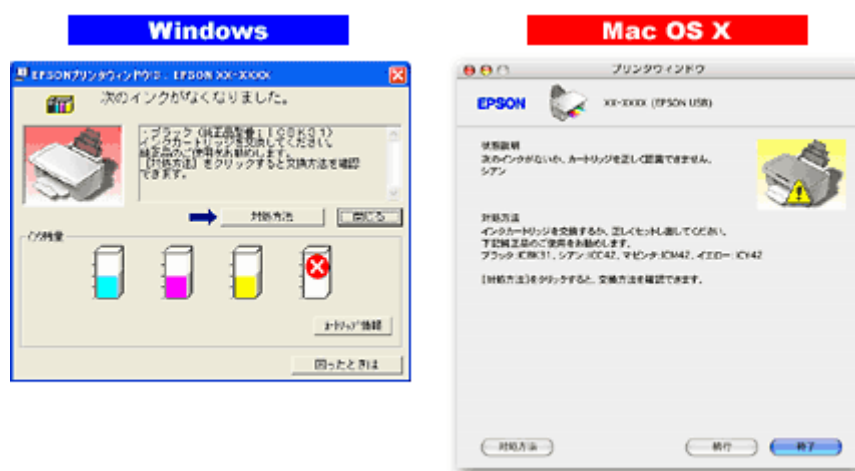 Windows
EPSONプリンタウィンドウ!3 : EPSON XX-XXXX
次のインクがなくなりました。
：ブラック（純正品型番：ICBK31）
インクカートリッジを交換してください。
純正品のご使用をお勧めします。
【対処方法】をクリックすると交換方法を確認
できます。
対処方法
閉じる
インク残量
カートリッジ情報
困ったときは
Mac OS X
プリンタウィンドウ
EPSON
XX-XXXX (EPSON USB)
状態説明
次のインクがないか、カートリッジを正しく認識できません。
シアン
対処方法
インクカートリッジを交換するか、正しくセットし直してください。
下記純正品のご使用をお勧めします。
ブラック:ICBK31, シアン:ICC42, マゼンタ:ICM42, イエロー:ICY42
【対処方法】をクリックすると、交換方法を確認できます。
対処方法
続行
終了